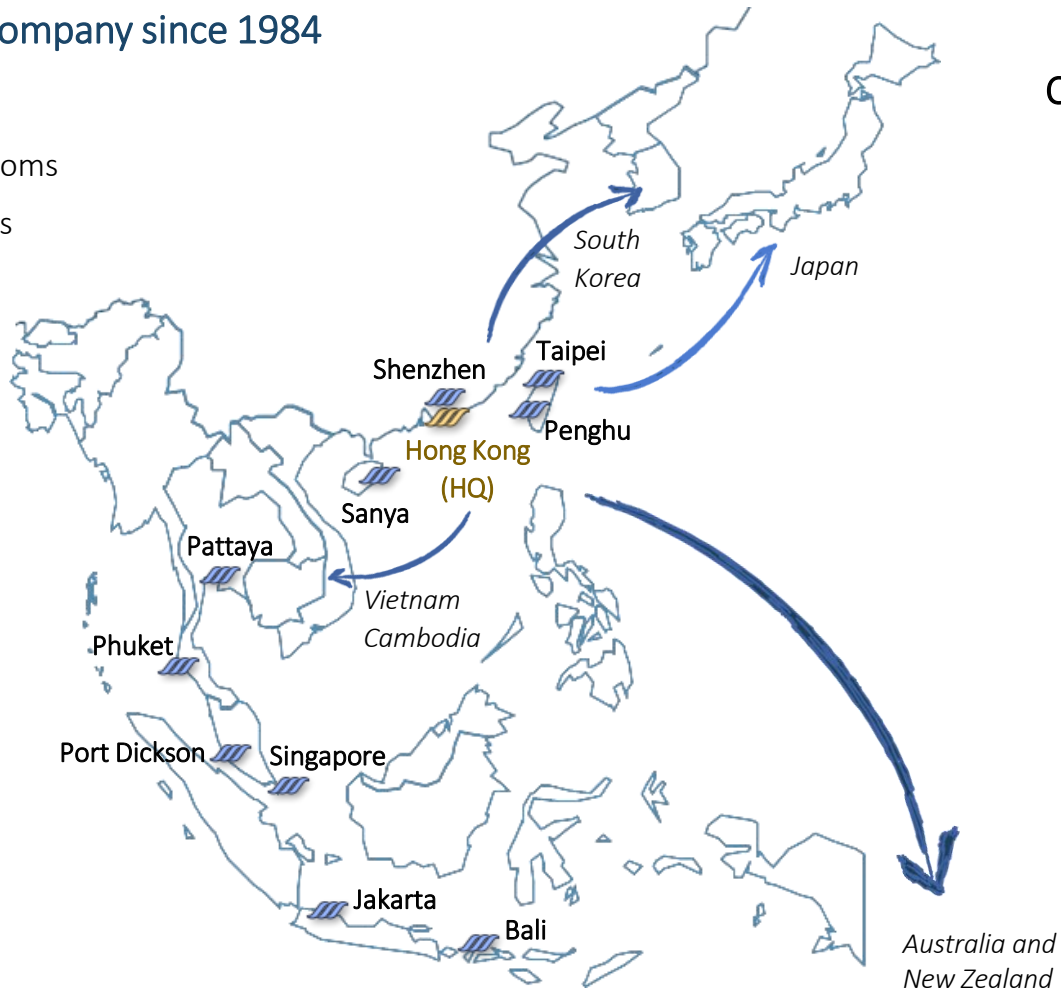 ompany since 1984
oms
s
South
Korea
Japan
Taipei
Shenzhen
Penghu
Hong Kong
(HQ)
Sanya
Pattaya
Vietnam
Cambodia
Phuket
Port Dickson
Singapore
Jakarta
Bali
Australia and
New Zealand